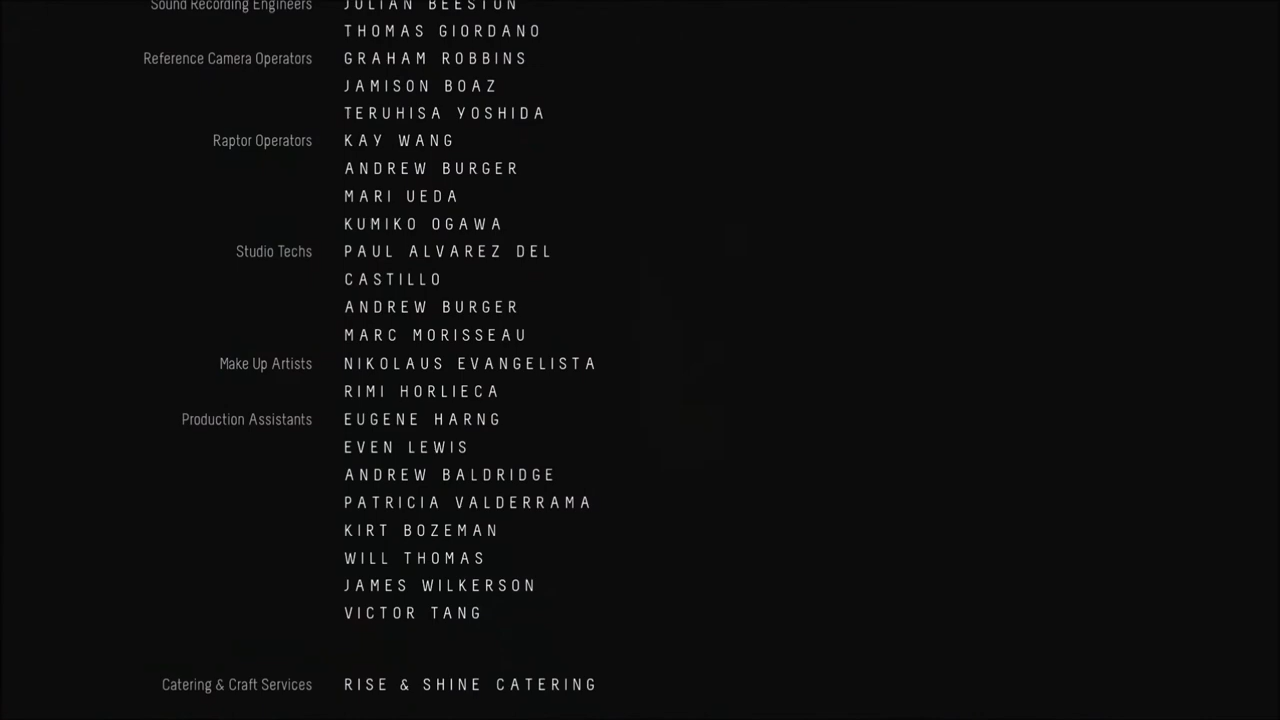 Sound Recording Engineers JULIAN BEESTON
THOMAS GIORDANO
Reference Camera Operators GRAHAM ROBBINS
JAMISON BOAZ
TERUHISA YOSHIDA
Raptor Operators KAY WANG
ANDREW BURGER
MARI UEDA
KUMIKO OGAWA
Studio Techs PAUL ALVAREZ DEL
CASTILLO
ANDREW BURGER
MARC MORISSEAU
Make Up Artists NIKOLAUS EVANGELISTA
RIMI HORLIECA
Production Assistants EUGENE HARNG
EVEN LEWIS
ANDREW BALDRIDGE
PATRICIA VALDERRAMA
KIRT BOZEMAN
WILL THOMAS
JAMES WILKERSON
VICTOR TANG
Catering & Craft Services RISE & SHINE CATERING